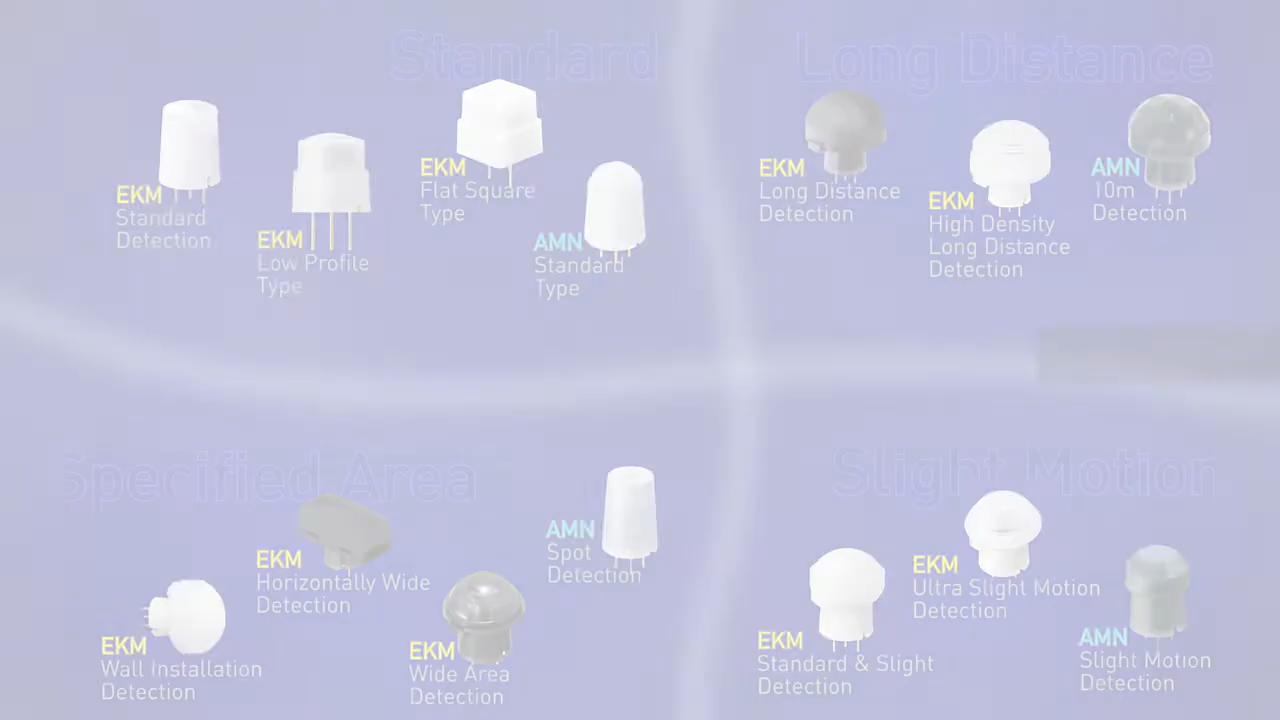 Standard
EKM
Standard
Detection
EKM
Low Profile
Type
EKM
Flat Square
Type
AMN
Standard
Type
Long Distance
EKM
Long Distance
Detection
EKM
High Density
Long Distance
Detection
AMN
10m
Detection
Specified Area
EKM
Wall Installation
Detection
EKM
Horizontally Wide
Detection
EKM
Wide Area
Detection
AMN
Spot
Detection
Slight Motion
EKM
Standard & Slight
Detection
EKM
Ultra Slight Motion
Detection
AMN
Slight Motion
Detection